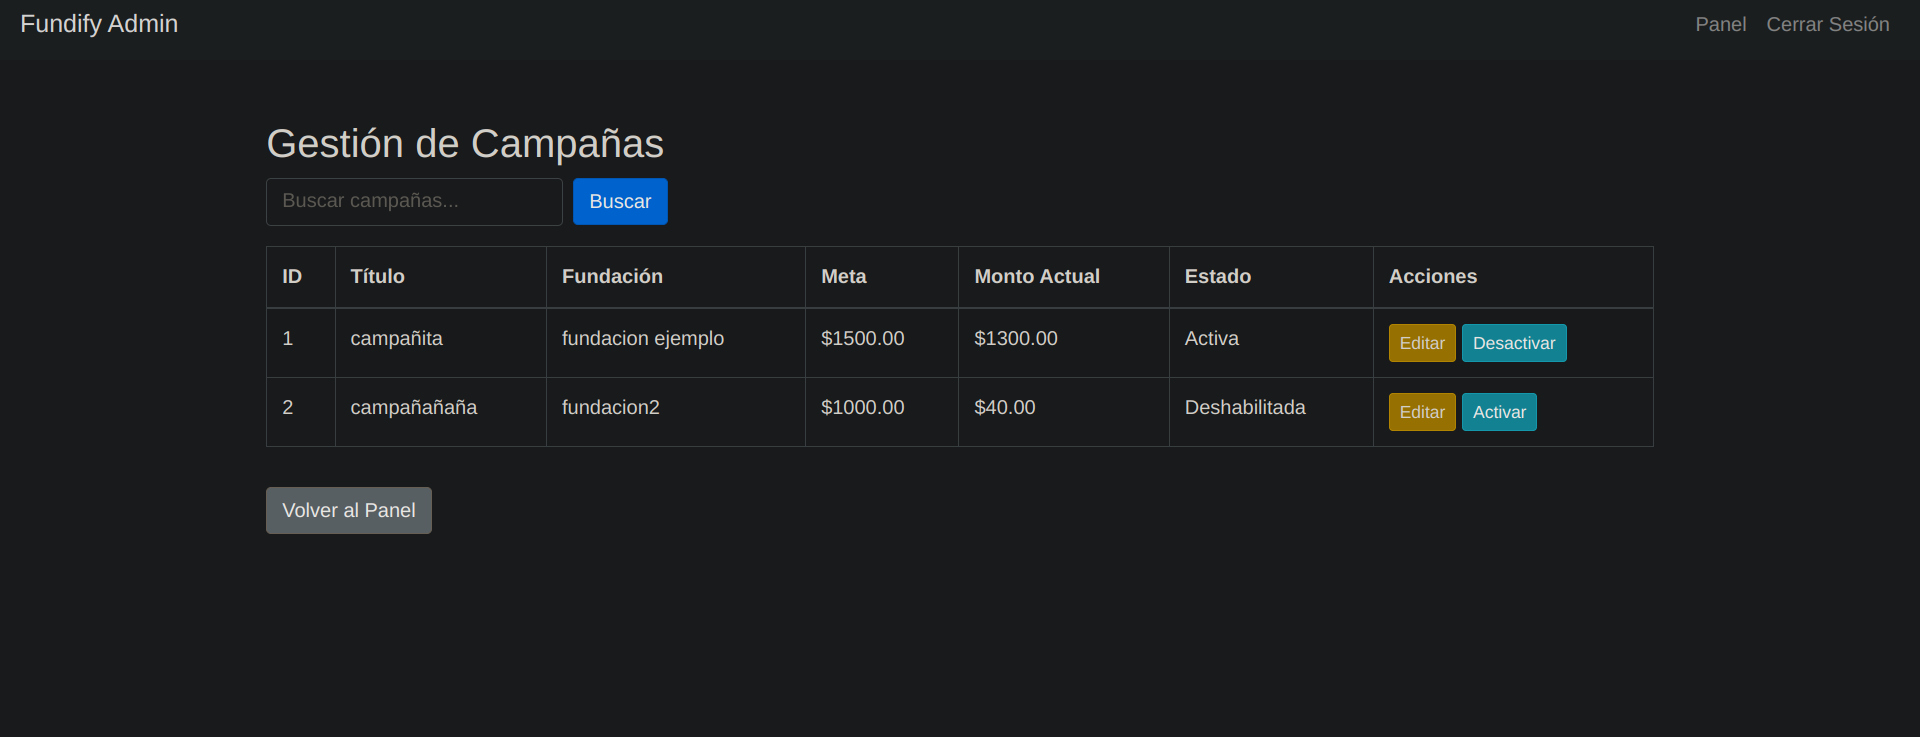 Fundify Admin Panel Cerrar Sesión
Gestión de Campañas
Buscar campañas... Buscar
ID Título Fundación Meta Monto Actual Estado Acciones
1 campañita fundacion ejemplo $1500.00 $1300.00 Activa Editar Desactivar
2 campañañaña fundacion2 $1000.00 $40.00 Deshabilitada Editar Activar
Volver al Panel